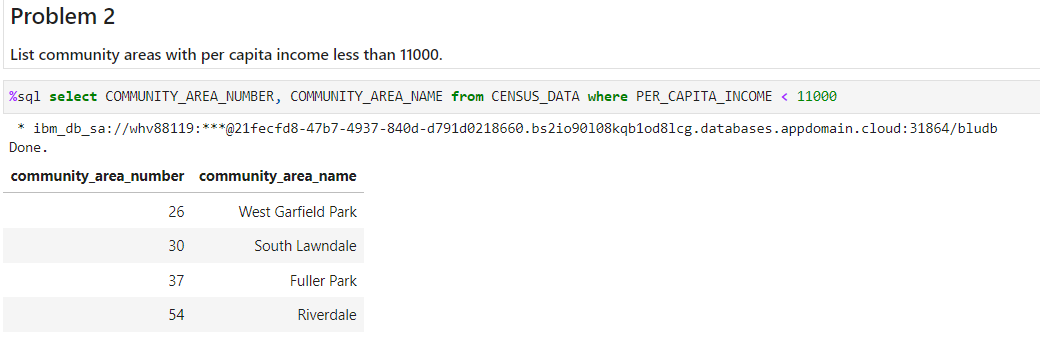 Problem 2
List community areas with per capita income less than 11000.
%sql select COMMUNITY_AREA_NUMBER, COMMUNITY_AREA_NAME from CENSUS_DATA where PER_CAPITA_INCOME < 11000
* ibm_db_sa://whv88119:***@21fecfd8-47b7-4937-840d-d791d0218660.bs2io90l08kqb1od8lcg.databases.appdomain.cloud:31864/bludb
Done.
community_area_number community_area_name
26 West Garfield Park
30 South Lawndale
37 Fuller Park
54 Riverdale